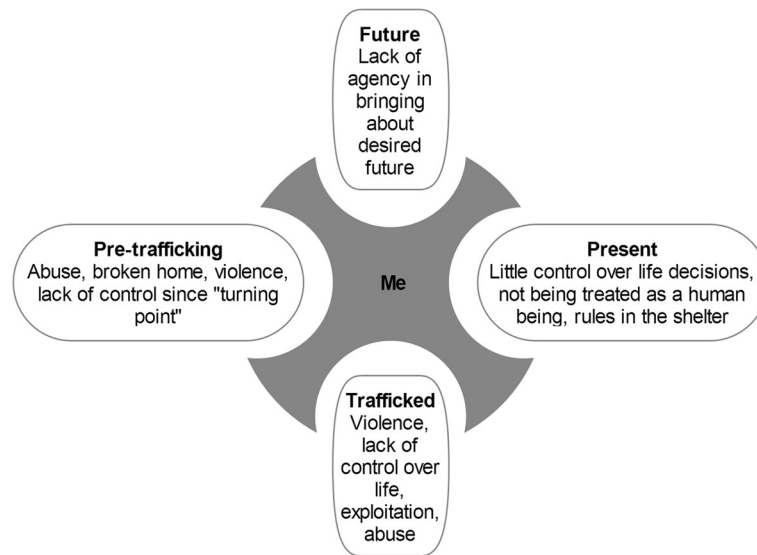 Future
Lack of
agency in
bringing
about
desired
future
Pre-trafficking
Abuse, broken home, violence,
lack of control since "turning
point"
Me
Present
Little control over life decisions,
not being treated as a human
being, rules in the shelter
Trafficked
Violence,
lack of
control over
life,
exploitation,
abuse